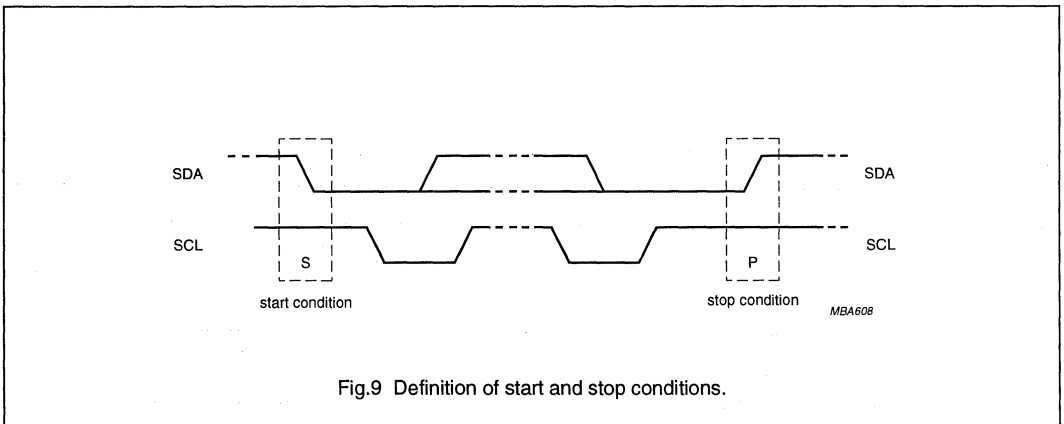 SDA
SDA
SCL
SCL
S
P
start condition
stop condition
MBA608
Fig.9 Definition of start and stop conditions.